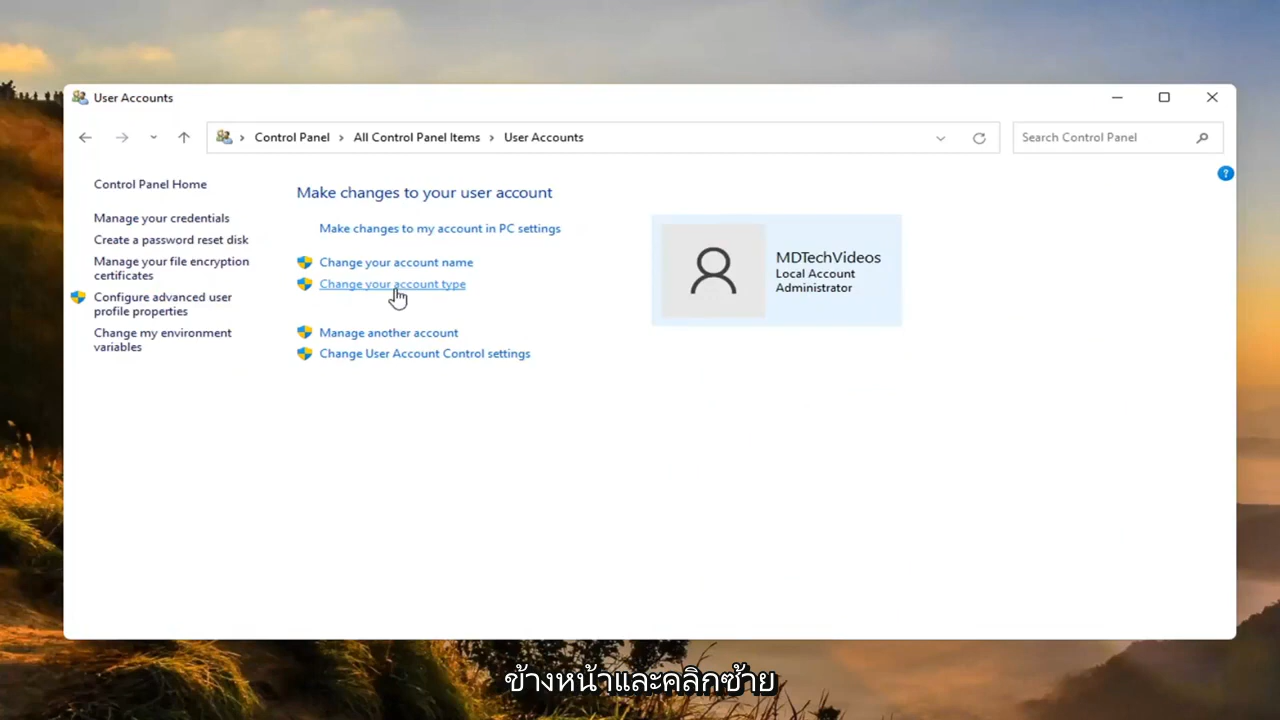 User Accounts
Control Panel > All Control Panel Items > User Accounts
Search Control Panel
?
Control Panel Home
Manage your credentials
Create a password reset disk
Manage your file encryption
certificates
Configure advanced user
profile properties
Change my environment
variables
Make changes to your user account
Make changes to my account in PC settings
Change your account name
Change your account type
Manage another account
Change User Account Control settings
MDTechVideos
Local Account
Administrator
ข้างหน้าและคลิกซ้าย